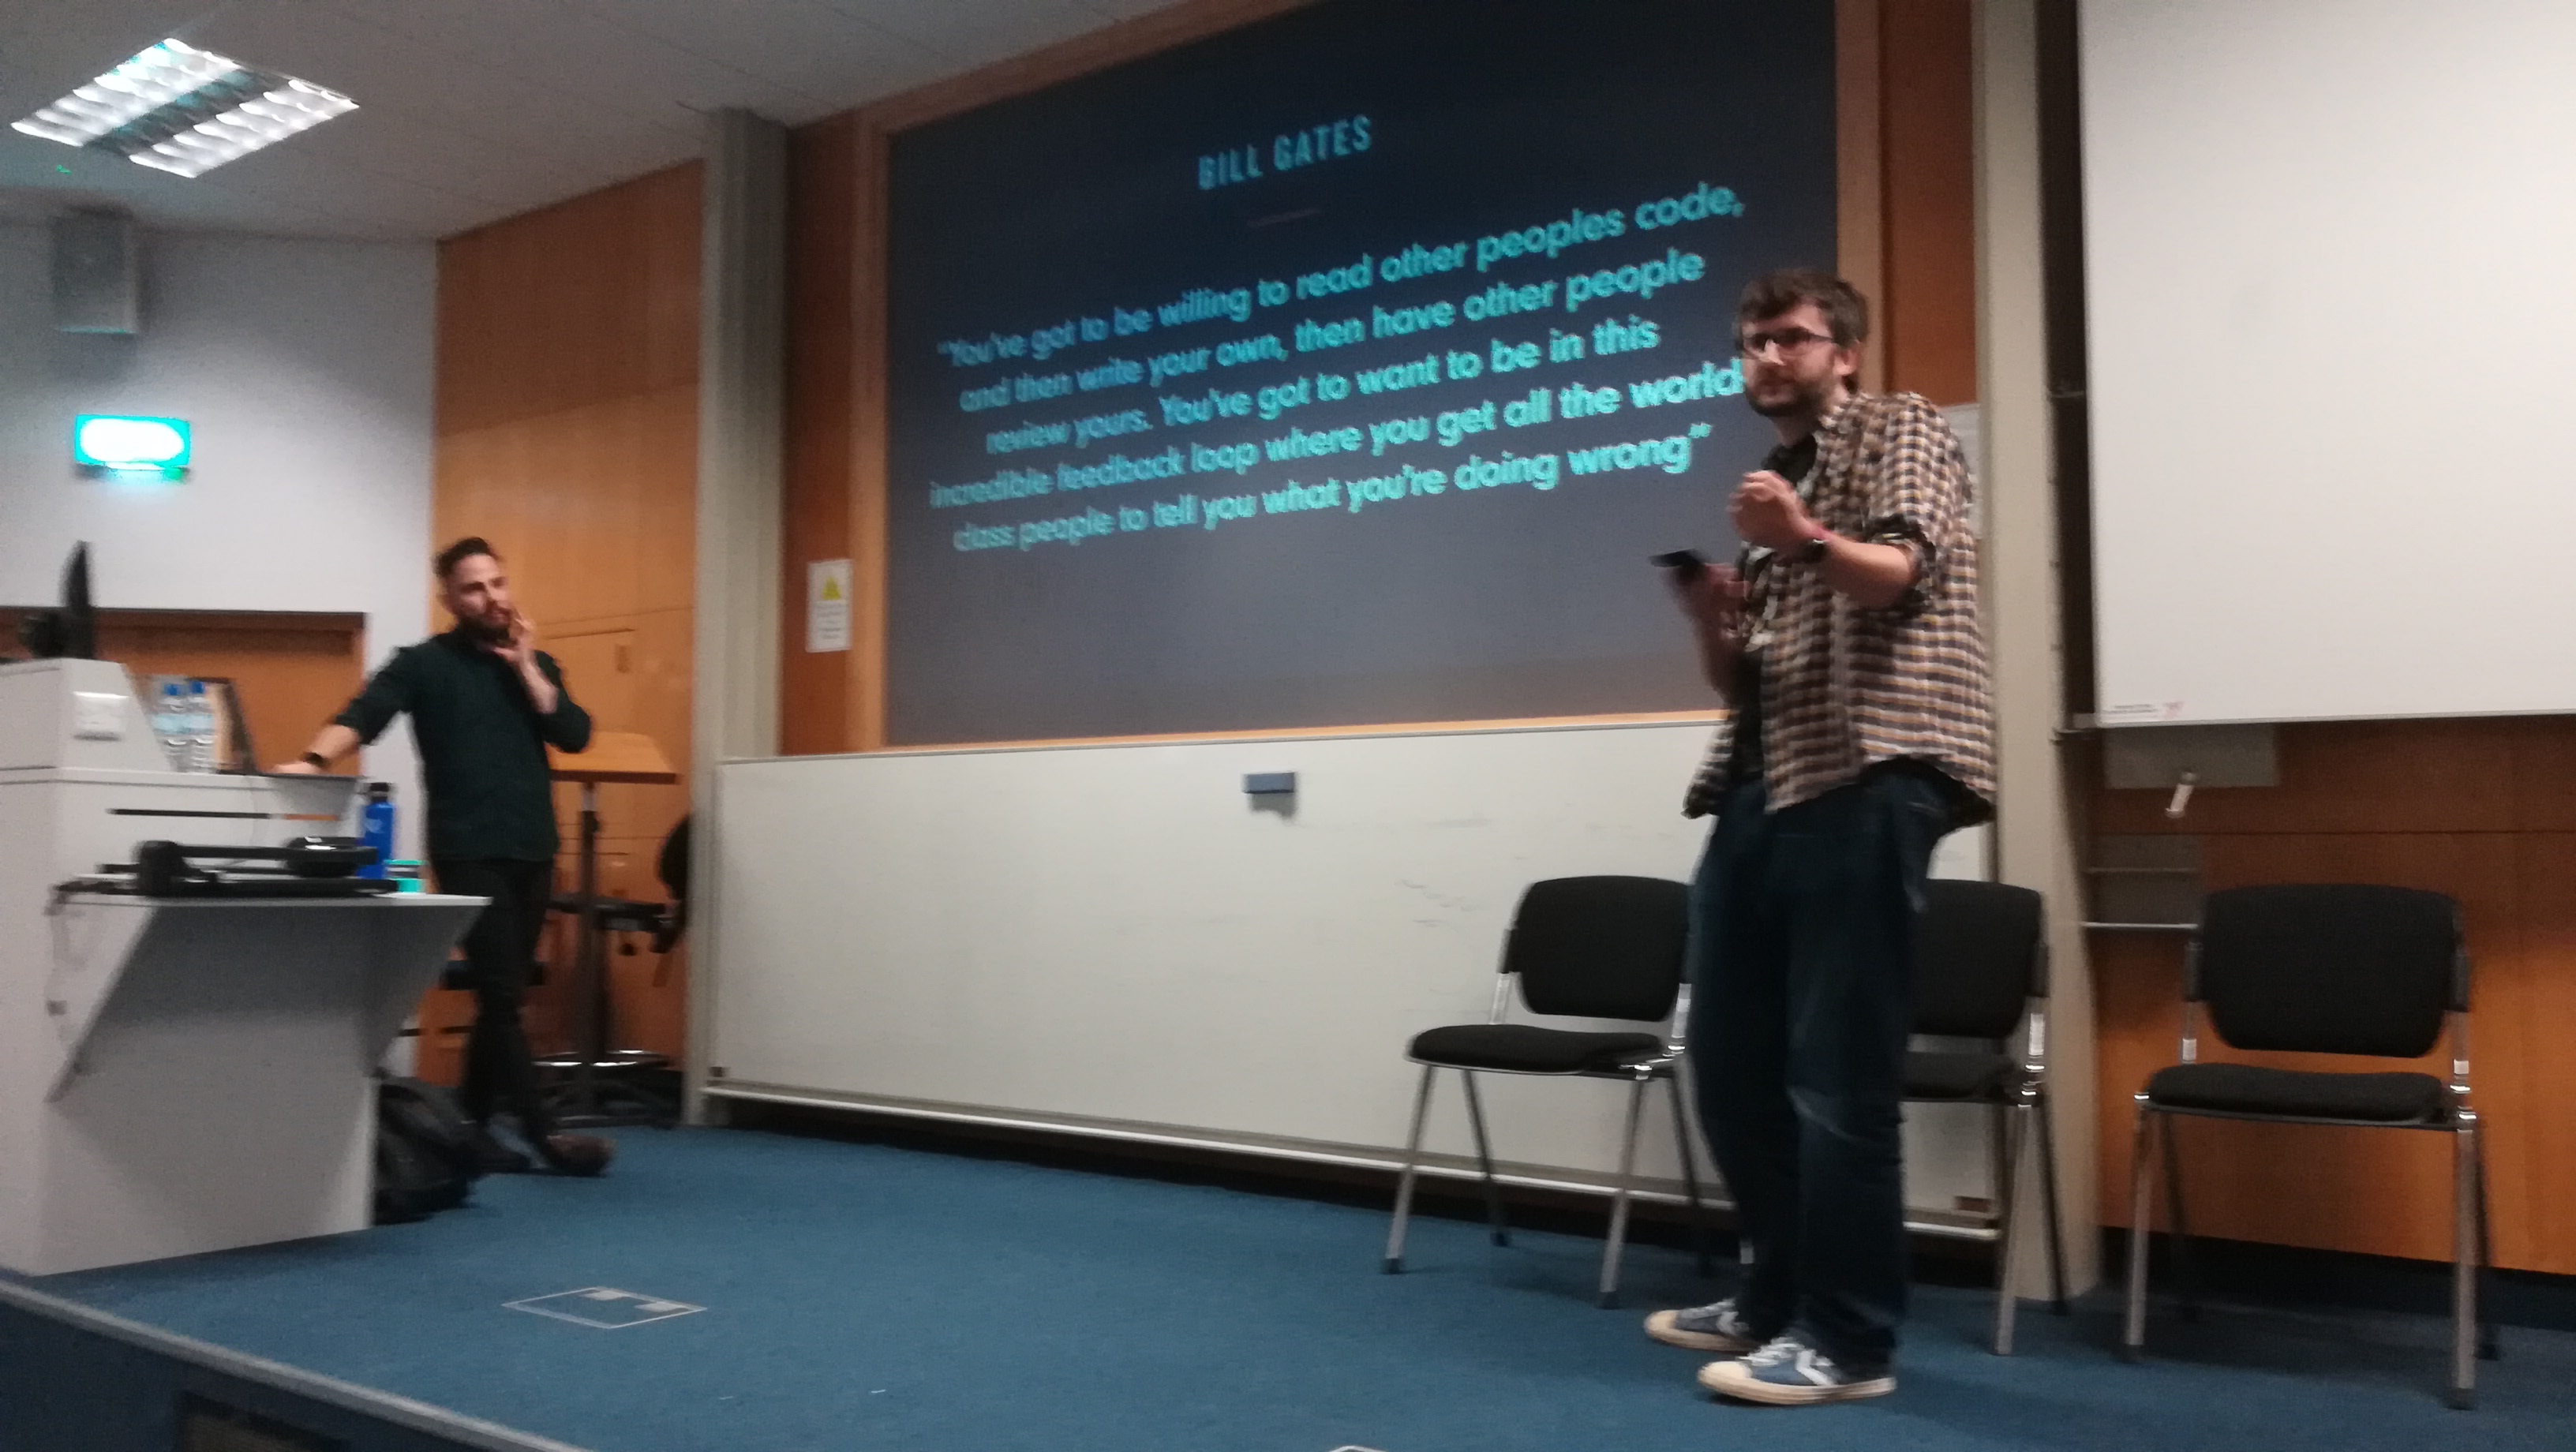 BILL GATES
"You've got to be willing to read other peoples code,
and then write your own, then have other people
review yours. You've got to want to be in this
incredible feedback loop where you get all the world
class people to tell you what you're doing wrong"